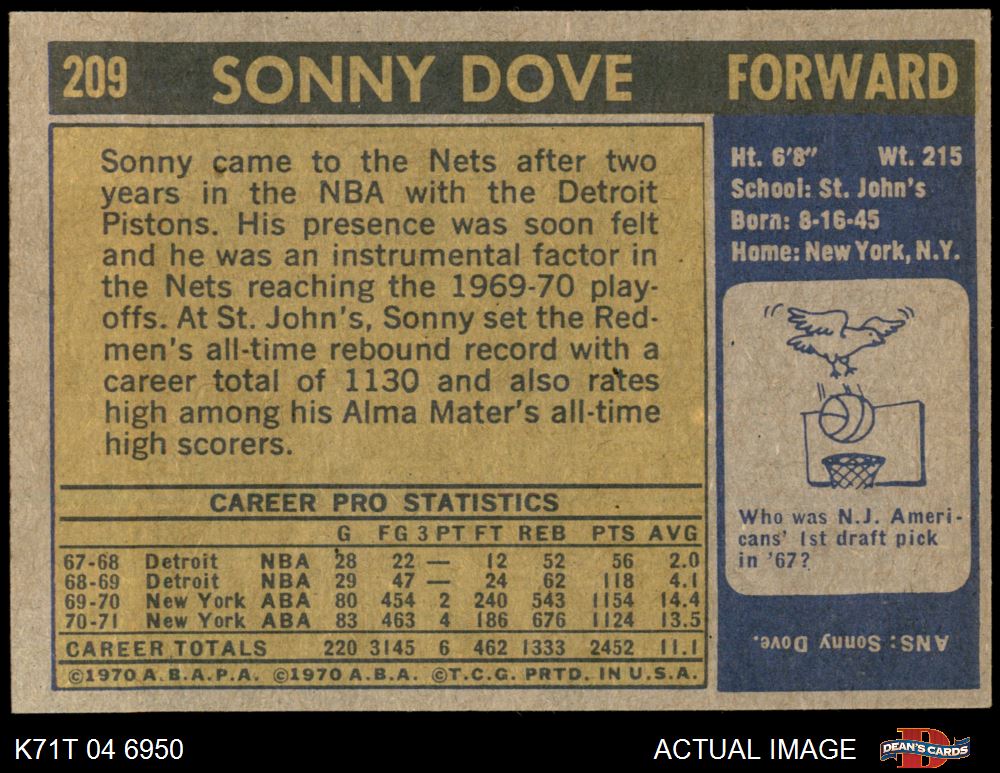 209 SONNY DOVE FORWARD
Sonny came to the Nets after two
years in the NBA with the Detroit
Pistons. His presence was soon felt
and he was an instrumental factor in
the Nets reaching the 1969-70 play-
offs. At St. John's, Sonny set the Red-
men's all-time rebound record with a
career total of 1130 and also rates
high among his Alma Mater's all-time
high scorers.
CAREER PRO STATISTICS
G FG 3 PT FT REB PTS AVG
67-68 Detroit NBA 28 22 — 12 52 56 2.0
68-69 Detroit NBA 29 47 — 24 62 118 4.1
69-70 New York ABA 80 454 2 240 543 1154 14.4
70-71 New York ABA 83 463 4 186 676 1124 13.5
CAREER TOTALS 220 3145 6 462 1333 2452 11.1
©1970 A.B.A.P.A. ©1970 A.B.A. ©T.C.G. PRTD. IN U.S.A.
Ht. 6'8" Wt. 215
School: St. John's
Born: 8-16-45
Home: New York, N.Y.
Who was N.J. Ameri-
cans' 1st draft pick
in '67?
ANS: Sonny Dove.
K71T 04 6950 ACTUAL IMAGE DEAN'S CARDS